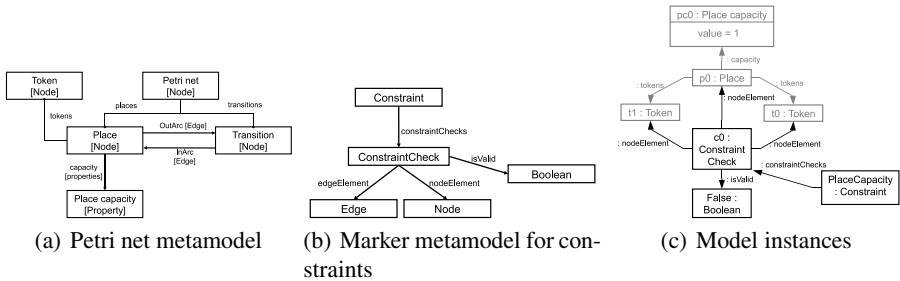 Token
[Node]
Petri net
[Node]
places
transitions
tokens
Place
[Node]
OutArc [Edge]
InArc
[Edge]
Transition
[Node]
capacity
[properties]
Place capacity
[Property]
(a) Petri net metamodel
Constraint
constraintChecks
ConstraintCheck
isValid
Boolean
edgeElement
nodeElement
Edge
Node
(b) Marker metamodel for con-
straints
pc0 : Place capacity
value = 1
: capacity
p0 : Place
: tokens
: tokens
: nodeElement
t1 : Token
t0 : Token
: nodeElement
c0 :
Constraint
Check
: nodeElement
: constraintChecks
: isValid
PlaceCapacity
: Constraint
False :
Boolean
(c) Model instances